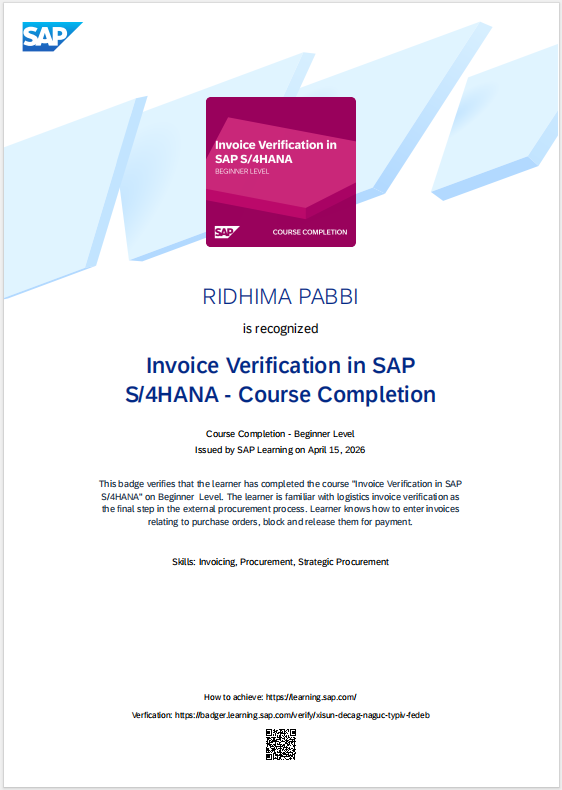 SAP
Invoice Verification in
SAP S/4HANA
BEGINNER LEVEL
SAP
COURSE COMPLETION
RIDHIMA PABBI
is recognized
Invoice Verification in SAP
S/4HANA - Course Completion
Course Completion - Beginner Level
Issued by SAP Learning on April 15, 2026
This badge verifies that the learner has completed the course "Invoice Verification in SAP
S/4HANA" on Beginner Level. The learner is familiar with logistics invoice verification as
the final step in the external procurement process. Learner knows how to enter invoices
relating to purchase orders, block and release them for payment.
Skills: Invoicing, Procurement, Strategic Procurement
How to achieve: https://learning.sap.com/
Verfication: https://badger.learning.sap.com/verify/xisun-decag-naguc-typiv-fedeb